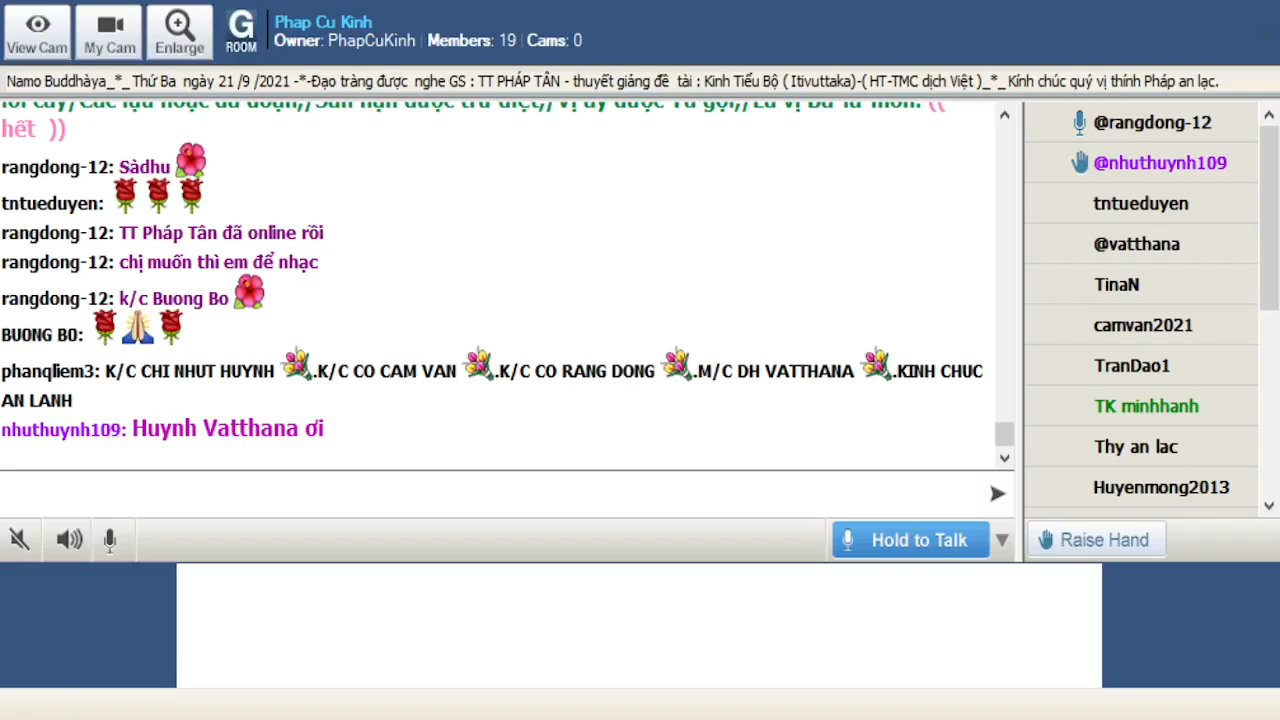 View Cam
My Cam
Enlarge
G
ROOM
Phap Cu Kinh
Owner: PhapCuKinh | Members: 19 | Cams: 0
Namo Buddhàya_*_Thứ Ba ngày 21 /9 /2021 -*-Đạo tràng được nghe GS : TT PHÁP TÂN - thuyết giảng đề tài : Kinh Tiểu Bộ ( Itivuttaka)-( HT-TMC dịch Việt )_*_Kính chúc quý vị thính Pháp an lạc.
hết ))
rangdong-12: Sàdhu
tntueduyen:
rangdong-12: TT Pháp Tân đã online rồi
rangdong-12: chị muốn thì em để nhạc
rangdong-12: k/c Buong Bo
BUONG BO:
phanqliem3: K/C CHI NHUT HUYNH .K/C CO CAM VAN .K/C CO RANG DONG .M/C DH VATTHANA .KINH CHUC
AN LANH
nhuthuynh109: Huynh Vatthana ơi
@rangdong-12
@nhuthuynh109
tntueduyen
@vatthana
TinaN
camvan2021
TranDao1
TK minhhanh
Thy an lac
Huyenmong2013
Hold to Talk
Raise Hand